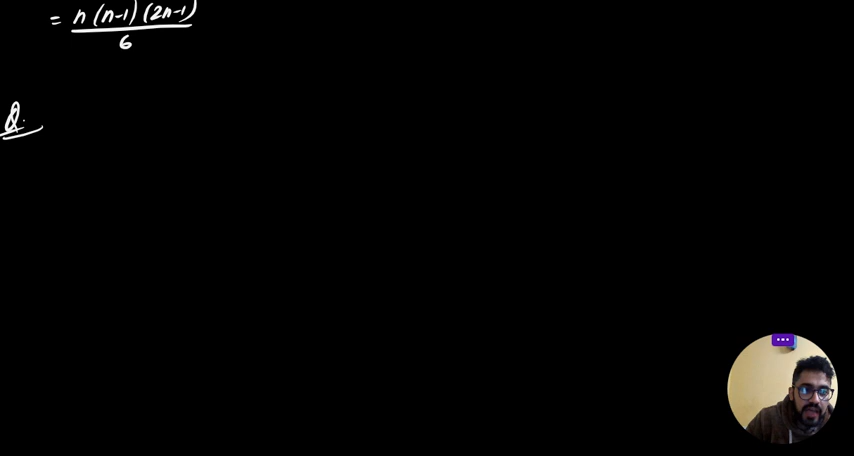 = n(n-1)(2n-1)
6
Q.